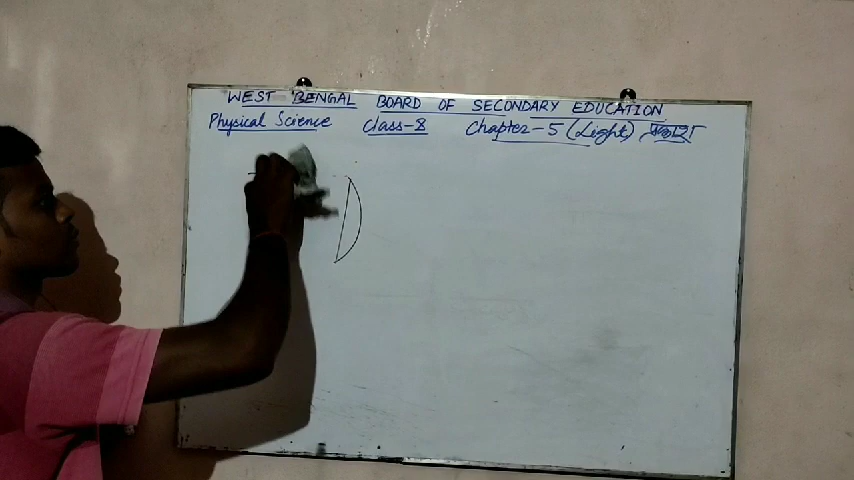 WEST BENGAL BOARD OF SECONDARY EDUCATION
Physical Science Class-8 Chapter-5 (Light)